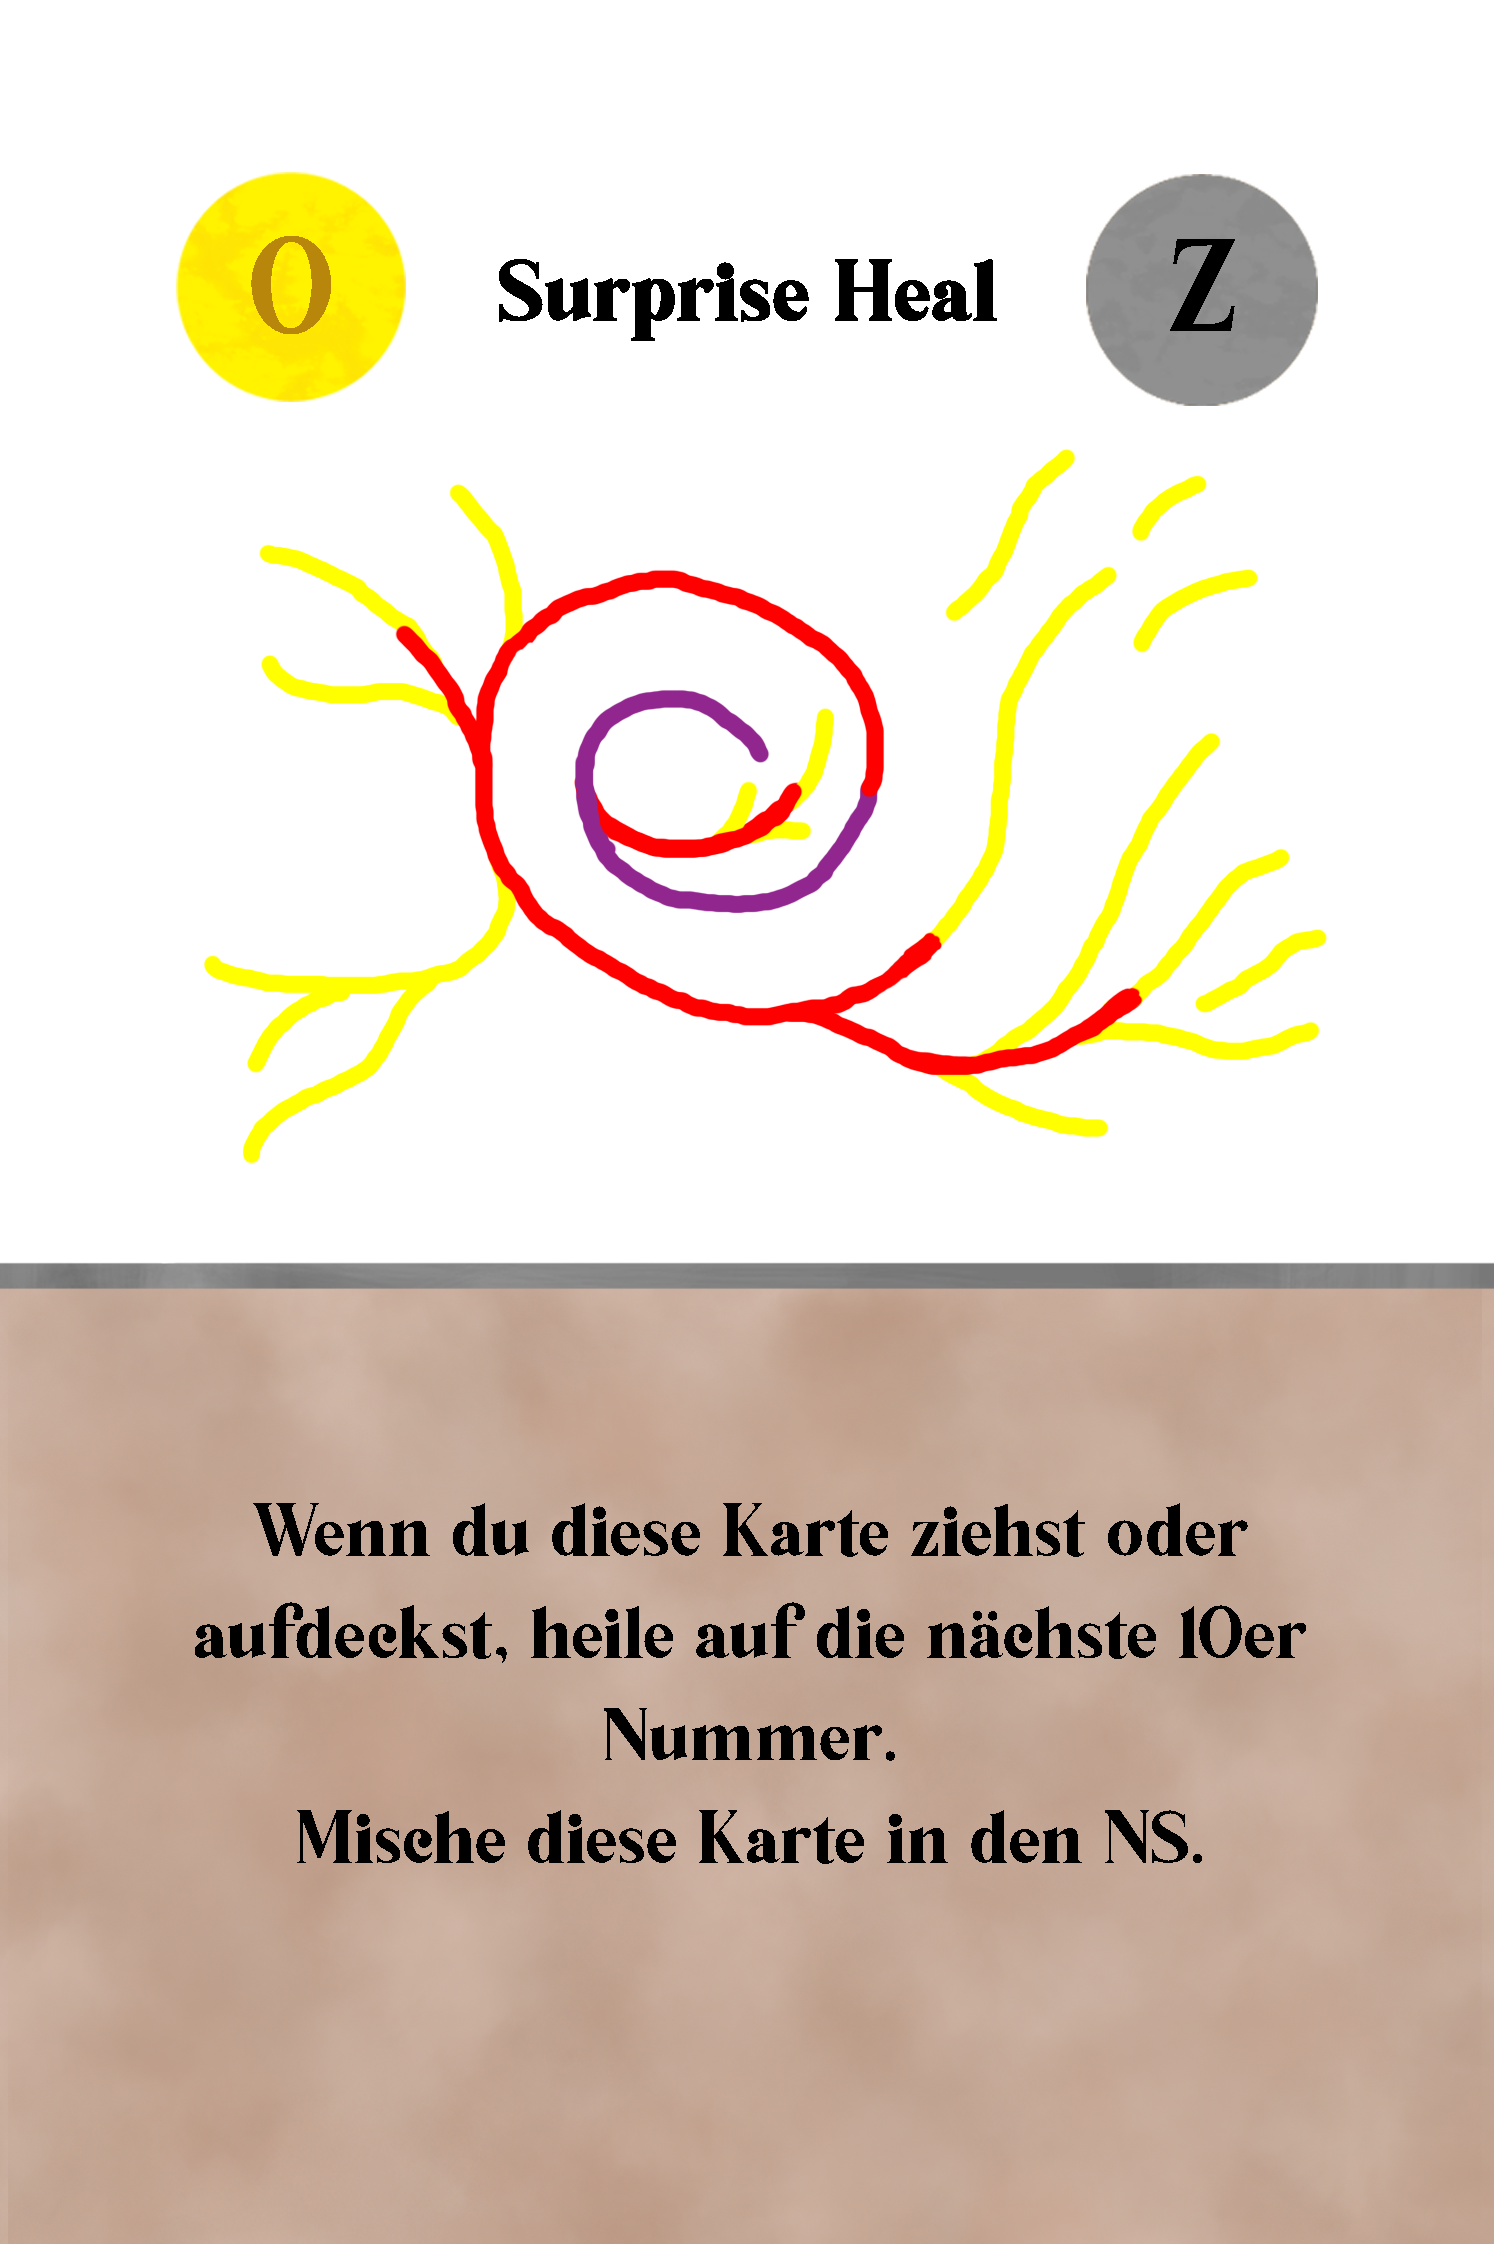 0 Surprise Heal Z
Wenn du diese Karte ziehst oder
aufdeckst, heile auf die nächste 10er
Nummer.
Mische diese Karte in den NS.